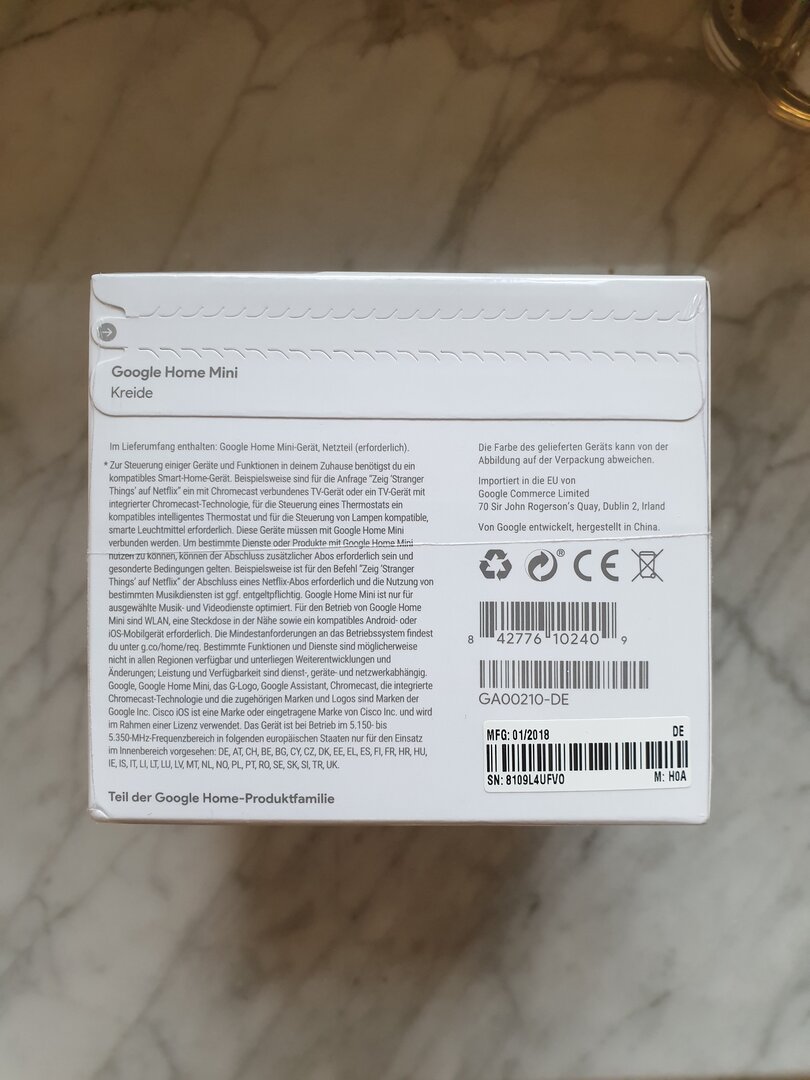 Google Home Mini
Kreide
Im Lieferumfang enthalten: Google Home Mini-Gerät, Netzteil (erforderlich).
* Zur Steuerung einiger Geräte und Funktionen in deinem Zuhause benötigst du ein
kompatibles Smart-Home-Gerät. Beispielsweise sind für die Anfrage "Zeig 'Stranger
Things' auf Netflix" ein mit Chromecast verbundenes TV-Gerät oder ein TV-Gerät mit
integrierter Chromecast-Technologie, für die Steuerung eines Thermostats ein
kompatibles intelligentes Thermostat und für die Steuerung von Lampen kompatible,
smarte Leuchtmittel erforderlich. Diese Geräte müssen mit Google Home Mini
verbunden werden. Um bestimmte Dienste oder Produkte mit Google Home Mini
nutzen zu können, können der Abschluss zusätzlicher Abos erforderlich sein und
gesonderte Bedingungen gelten. Beispielsweise ist für den Befehl "Zeig 'Stranger
Things' auf Netflix" der Abschluss eines Netflix-Abos erforderlich und die Nutzung von
bestimmten Musikdiensten ist ggf. entgeltpflichtig. Google Home Mini ist nur für
ausgewählte Musik- und Videodienste optimiert. Für den Betrieb von Google Home
Mini sind WLAN, eine Steckdose in der Nähe sowie ein kompatibles Android- oder
iOS-Mobilgerät erforderlich. Die Mindestanforderungen an das Betriebssystem findest
du unter g.co/home/req. Bestimmte Funktionen und Dienste sind möglicherweise
nicht in allen Regionen verfügbar und unterliegen Weiterentwicklungen und
Änderungen; Leistung und Verfügbarkeit sind dienst-, geräte- und netzwerkabhängig.
Google, Google Home Mini, das G-Logo, Google Assistant, Chromecast, die integrierte
Chromecast-Technologie und die zugehörigen Marken und Logos sind Marken der
Google Inc. Cisco iOS ist eine Marke oder eingetragene Marke von Cisco Inc. und wird
im Rahmen einer Lizenz verwendet. Das Gerät ist bei Betrieb im 5.150- bis
5.350-MHz-Frequenzbereich in folgenden europäischen Staaten nur für den Einsatz
im Innenbereich vorgesehen: DE, AT, CH, BE, BG, CY, CZ, DK, EE, EL, ES, FI, FR, HR, HU,
IE, IS, IT, LI, LT, LU, LV, MT, NL, NO, PL, PT, RO, SE, SK, SI, TR, UK.
Teil der Google Home-Produktfamilie
Die Farbe des gelieferten Geräts kann von der
Abbildung auf der Verpackung abweichen.
Importiert in die EU von
Google Commerce Limited
70 Sir John Rogerson's Quay, Dublin 2, Irland
Von Google entwickelt, hergestellt in China.
® CE
8 42776 10240 9
GA00210-DE
MFG: 01/2018 DE
SN: 8109L4UFVO M: H0A